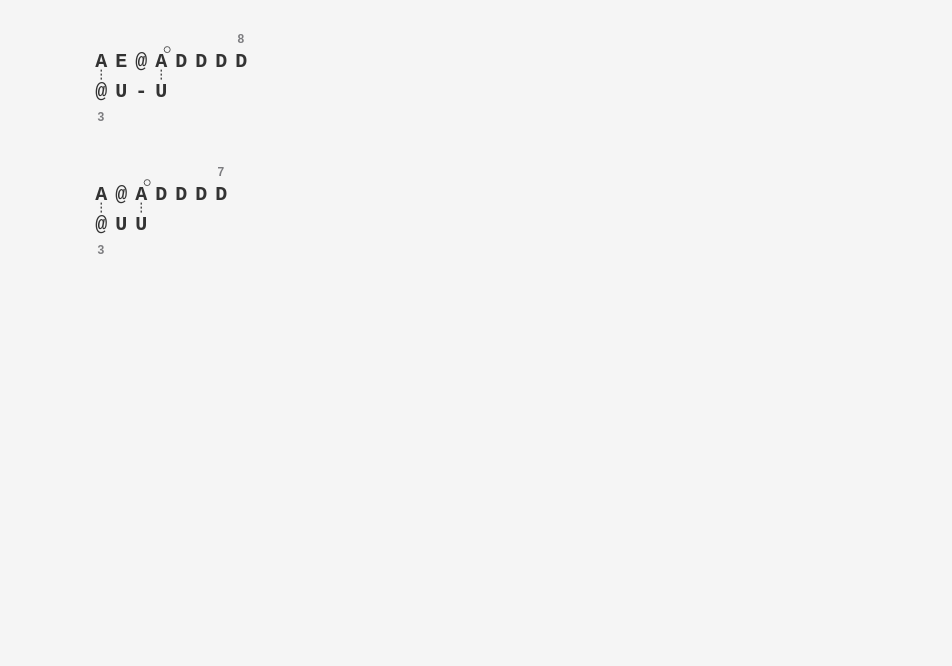 8
A E @ A D D D D
@ U - U
3
7
A @ A D D D D
@ U U
3